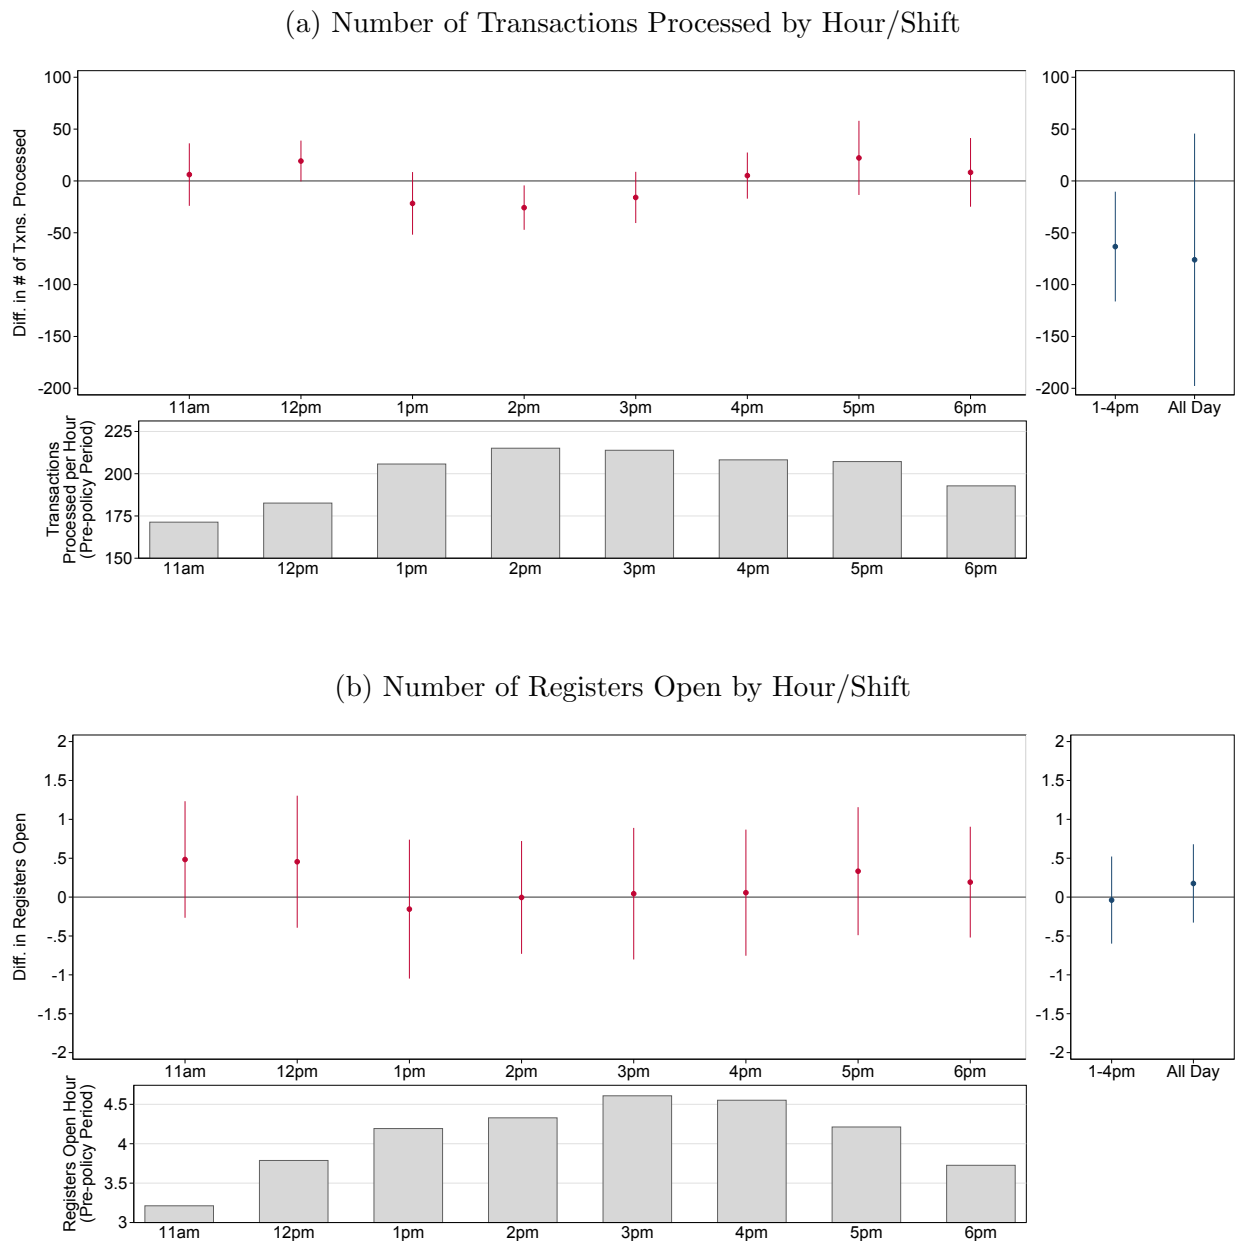 (a) Number of Transactions Processed by Hour/Shift
Diff. in # of Txns. Processed
100
50
0
-50
-100
-150
-200
11am 12pm 1pm 2pm 3pm 4pm 5pm 6pm
100
50
0
-50
-100
-150
-200
1-4pm All Day
Transactions
Processed per Hour
(Pre-policy Period)
225
200
175
150
11am 12pm 1pm 2pm 3pm 4pm 5pm 6pm
(b) Number of Registers Open by Hour/Shift
Diff. in Registers Open
2
1.5
1
.5
0
-.5
-1
-1.5
-2
11am 12pm 1pm 2pm 3pm 4pm 5pm 6pm
2
1.5
1
.5
0
-.5
-1
-1.5
-2
1-4pm All Day
Registers Open Hour
(Pre-policy Period)
4.5
4
3.5
3
11am 12pm 1pm 2pm 3pm 4pm 5pm 6pm